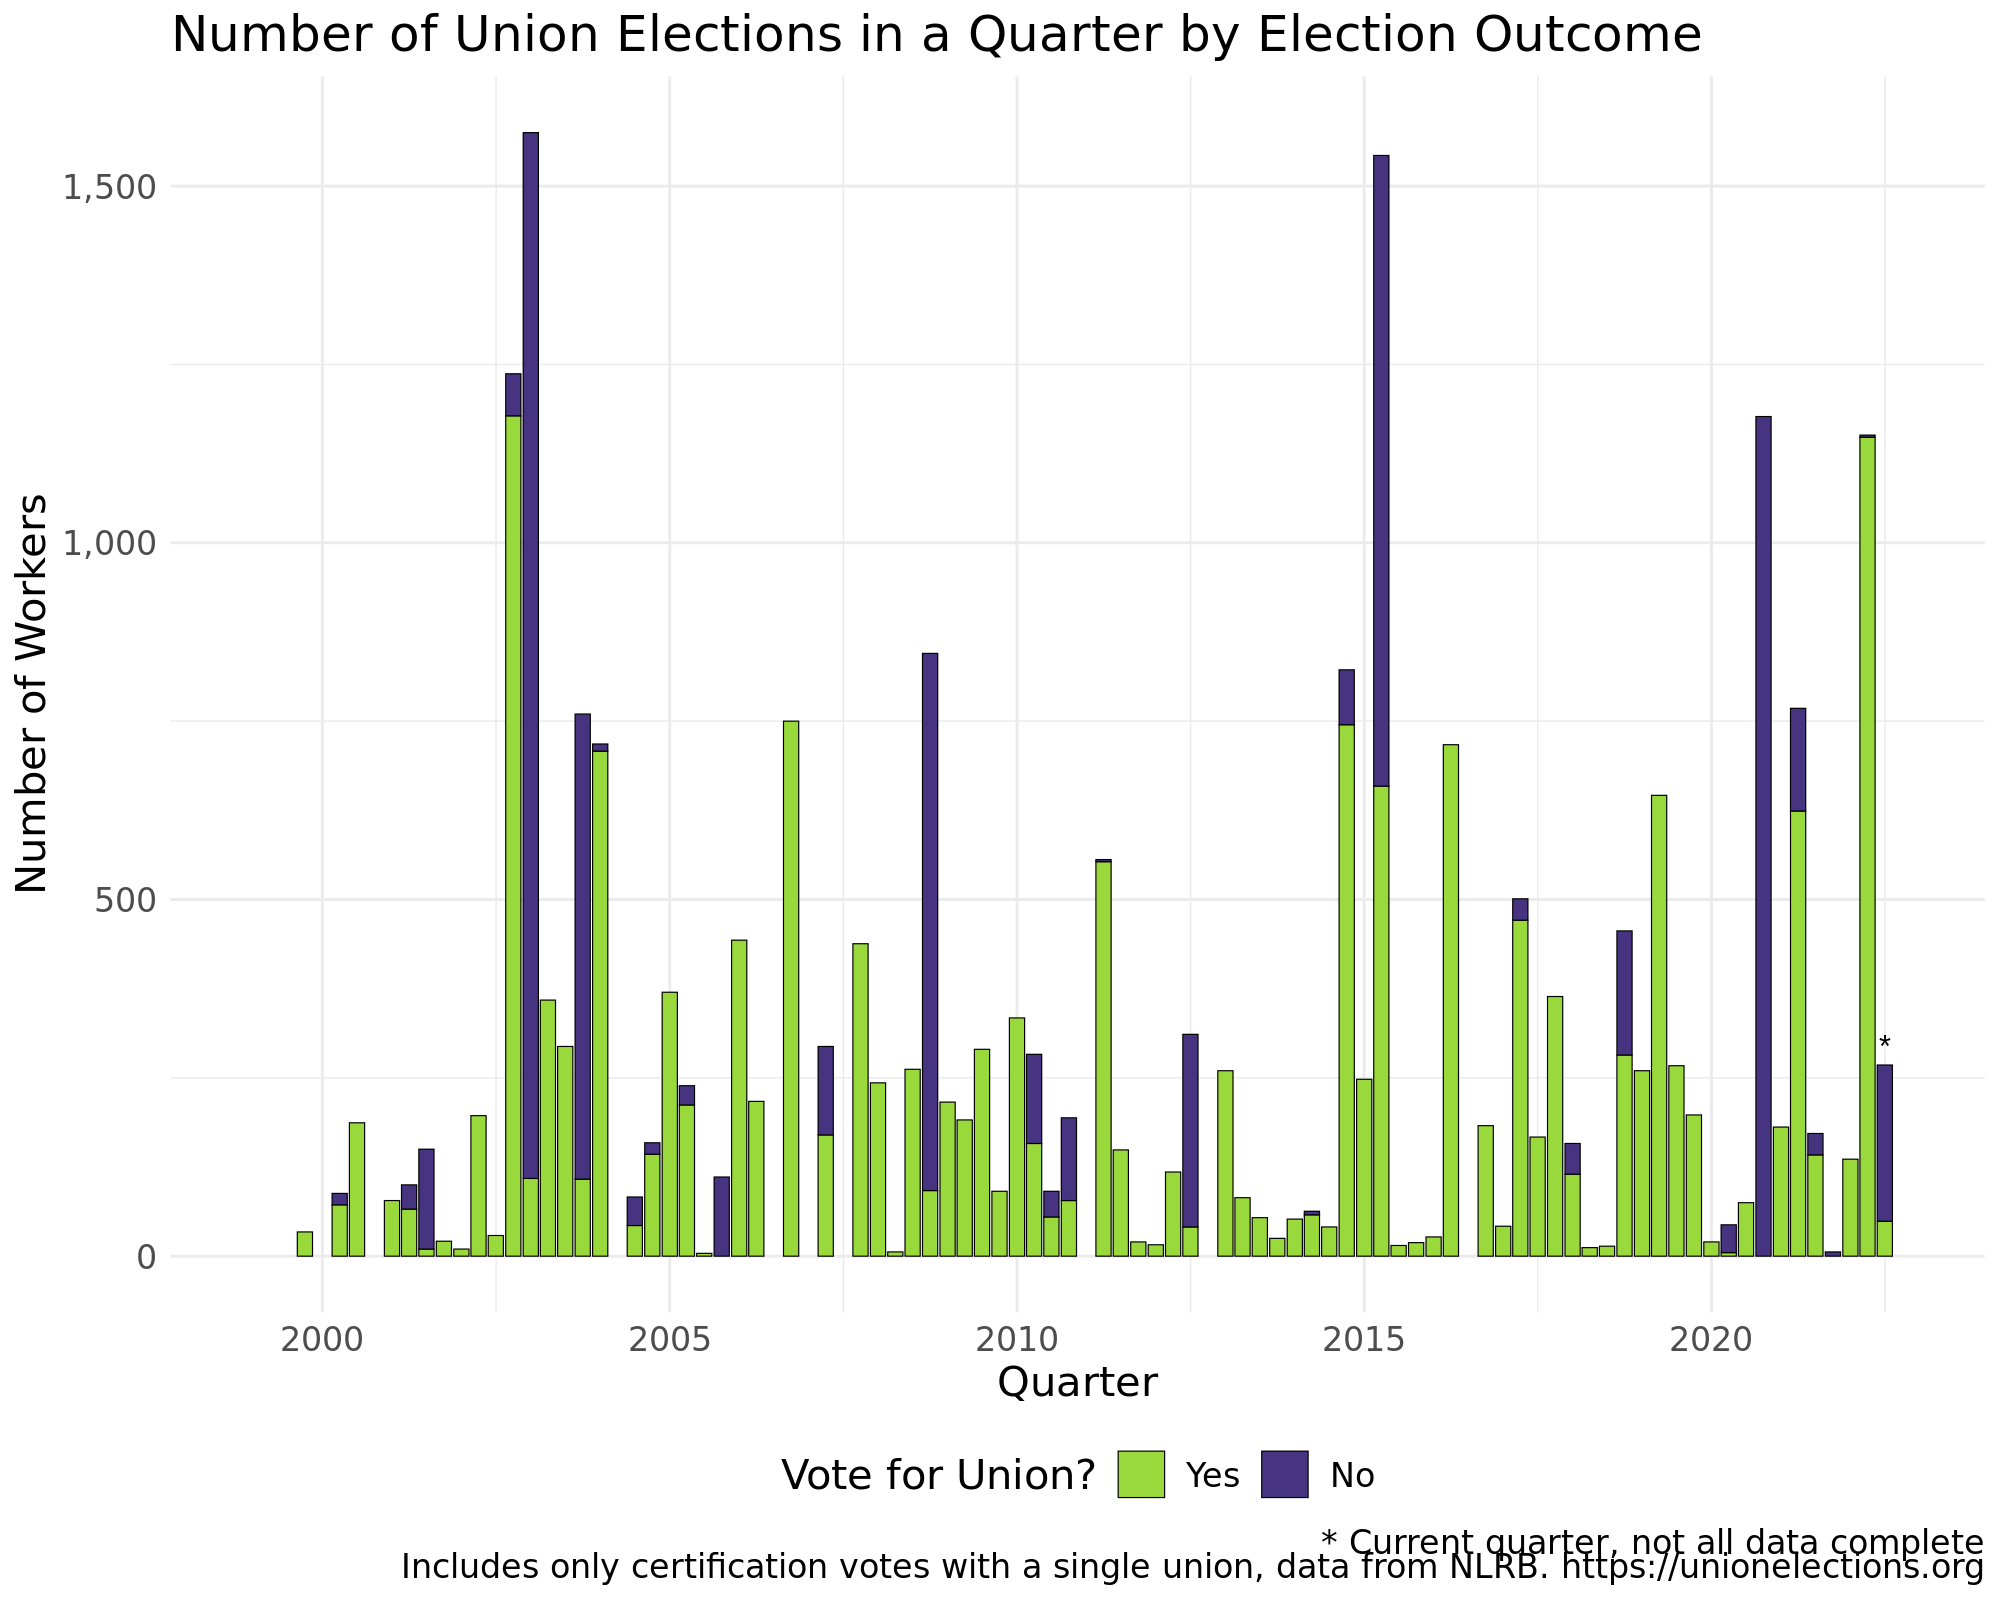 Number of Union Elections in a Quarter by Election Outcome
Number of Workers
1,500
1,000
500
0
*
2000 2005 2010 2015 2020
Quarter
Vote for Union? Yes No
* Current quarter, not all data complete
Includes only certification votes with a single union, data from NLRB. https://unionelections.org